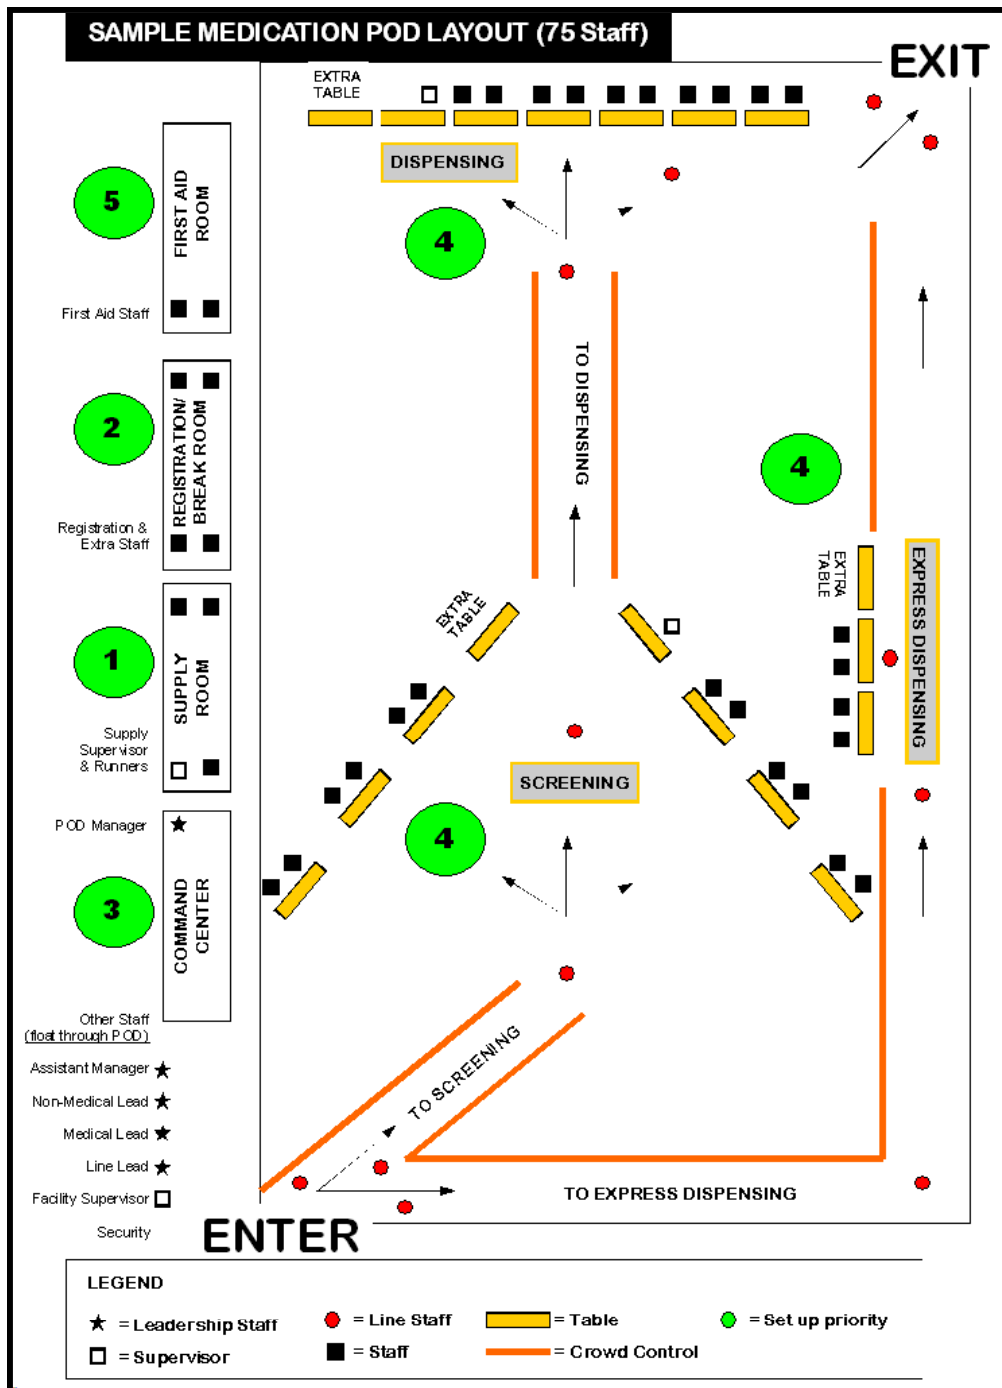 SAMPLE MEDICATION POD LAYOUT (75 Staff)
EXIT
EXTRA
TABLE
DISPENSING
5
FIRST AID
ROOM
First Aid Staff
4
TO DISPENSING
2
REGISTRATION/
BREAK ROOM
Registration &
Extra Staff
4
EXTRA
TABLE
EXPRESS DISPENSING
EXTRA
TABLE
1
SUPPLY
ROOM
Supply
Supervisor
& Runners
SCREENING
POD Manager
4
3
COMMAND
CENTER
Other Staff
(float through POD)
Assistant Manager
Non-Medical Lead
Medical Lead
Line Lead
Facility Supervisor
Security
TO SCREENING
TO EXPRESS DISPENSING
ENTER
LEGEND
= Leadership Staff
= Line Staff
= Table
= Set up priority
= Supervisor
= Staff
= Crowd Control